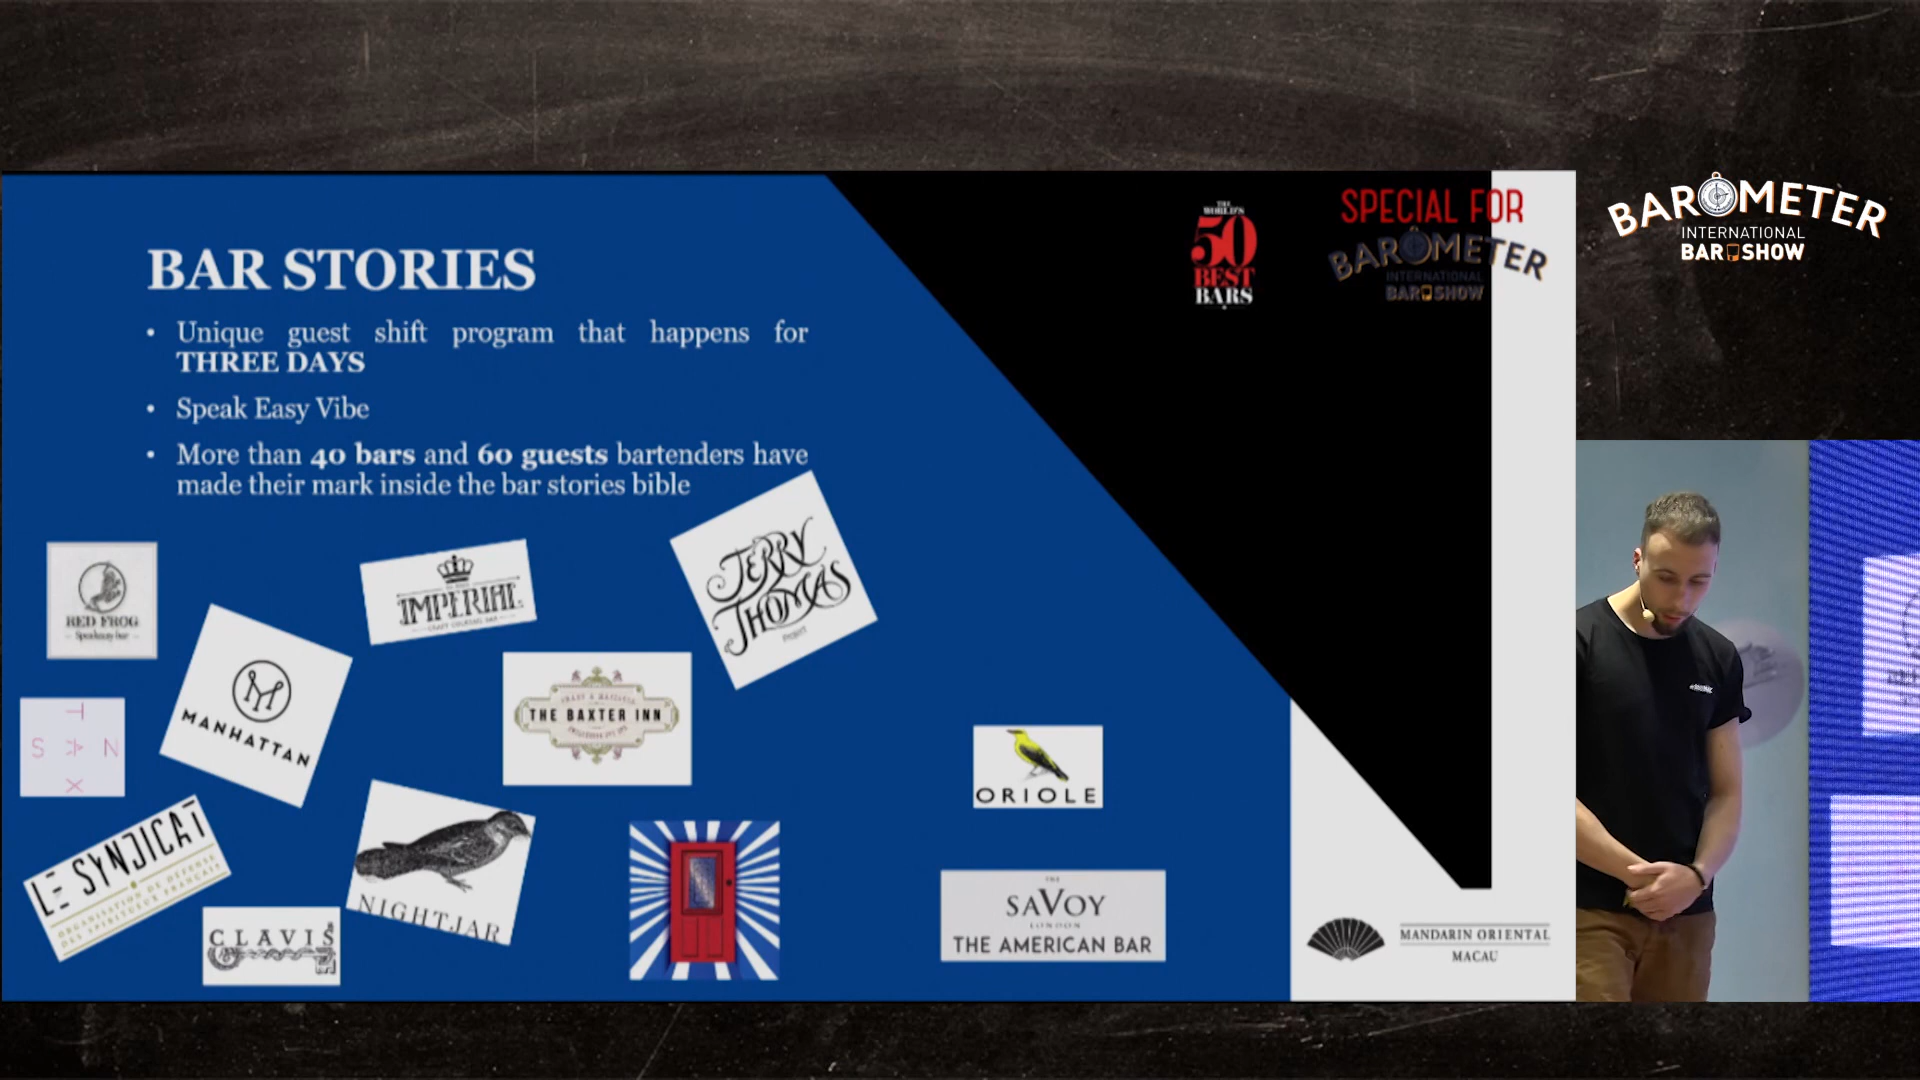 BAR STORIES
• Unique guest shift program that happens for
THREE DAYS
• Speak Easy Vibe
• More than 40 bars and 60 guests bartenders have
made their mark inside the bar stories bible
THE
WORLD'S
50
BEST
BARS
SPECIAL FOR
BAROMETER
INTERNATIONAL
BAR SHOW
BAROMETER
INTERNATIONAL
BAR SHOW
RED FROG
Speakeasy bar
IMPERIAL
CRAFT COCKTAIL BAR
JERRY
THOMAS
Project
MANHATTAN
THE BAXTER INN
T
S A N
X
ORIOLE
LE SYNDICAT
ORGANISATION DE DÉFENSE
DES SPIRITUEUX FRANÇAIS
NIGHTJAR
CLAVIS
THE
SAVOY
LONDON
THE AMERICAN BAR
MANDARIN ORIENTAL
MACAU